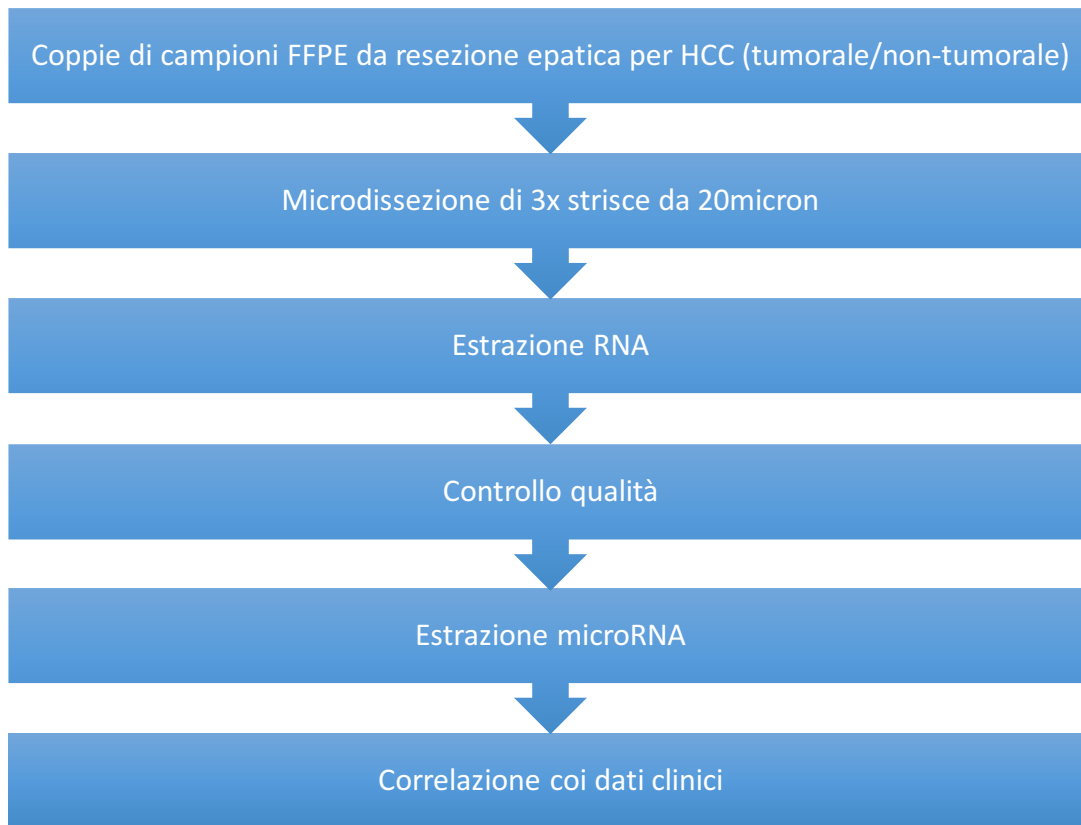 Coppie di campioni FFPE da resezione epatica per HCC (tumorale/non-tumorale)
Microdissezione di 3x strisce da 20micron
Estrazione RNA
Controllo qualità
Estrazione microRNA
Correlazione coi dati clinici